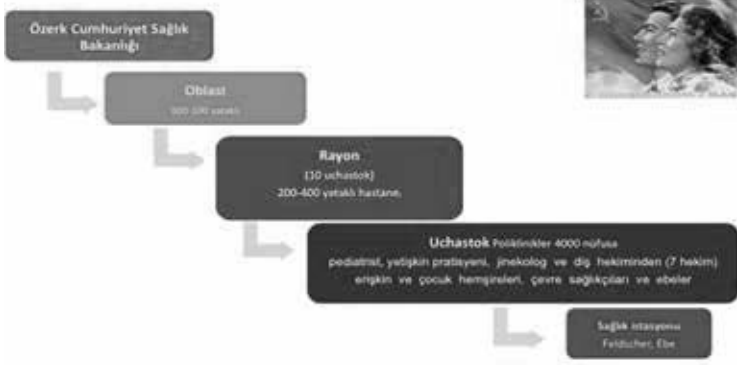 Özerk Cumhuriyet Sağlık
Bakanlığı
Oblast
yataklı
Rayon
(10 uchastok)
200-400 yataklı hastane,
Uchastok Poliklinikler 4000 nüfusa
pediatrist, yetişkin pratisyeni, jinekolog ve diş hekiminden (7 hekim)
erişkin ve çocuk hemşireleri, çevre sağlıkçıları ve ebeler
Sağlık istasyonu
Feldscher, Ebe